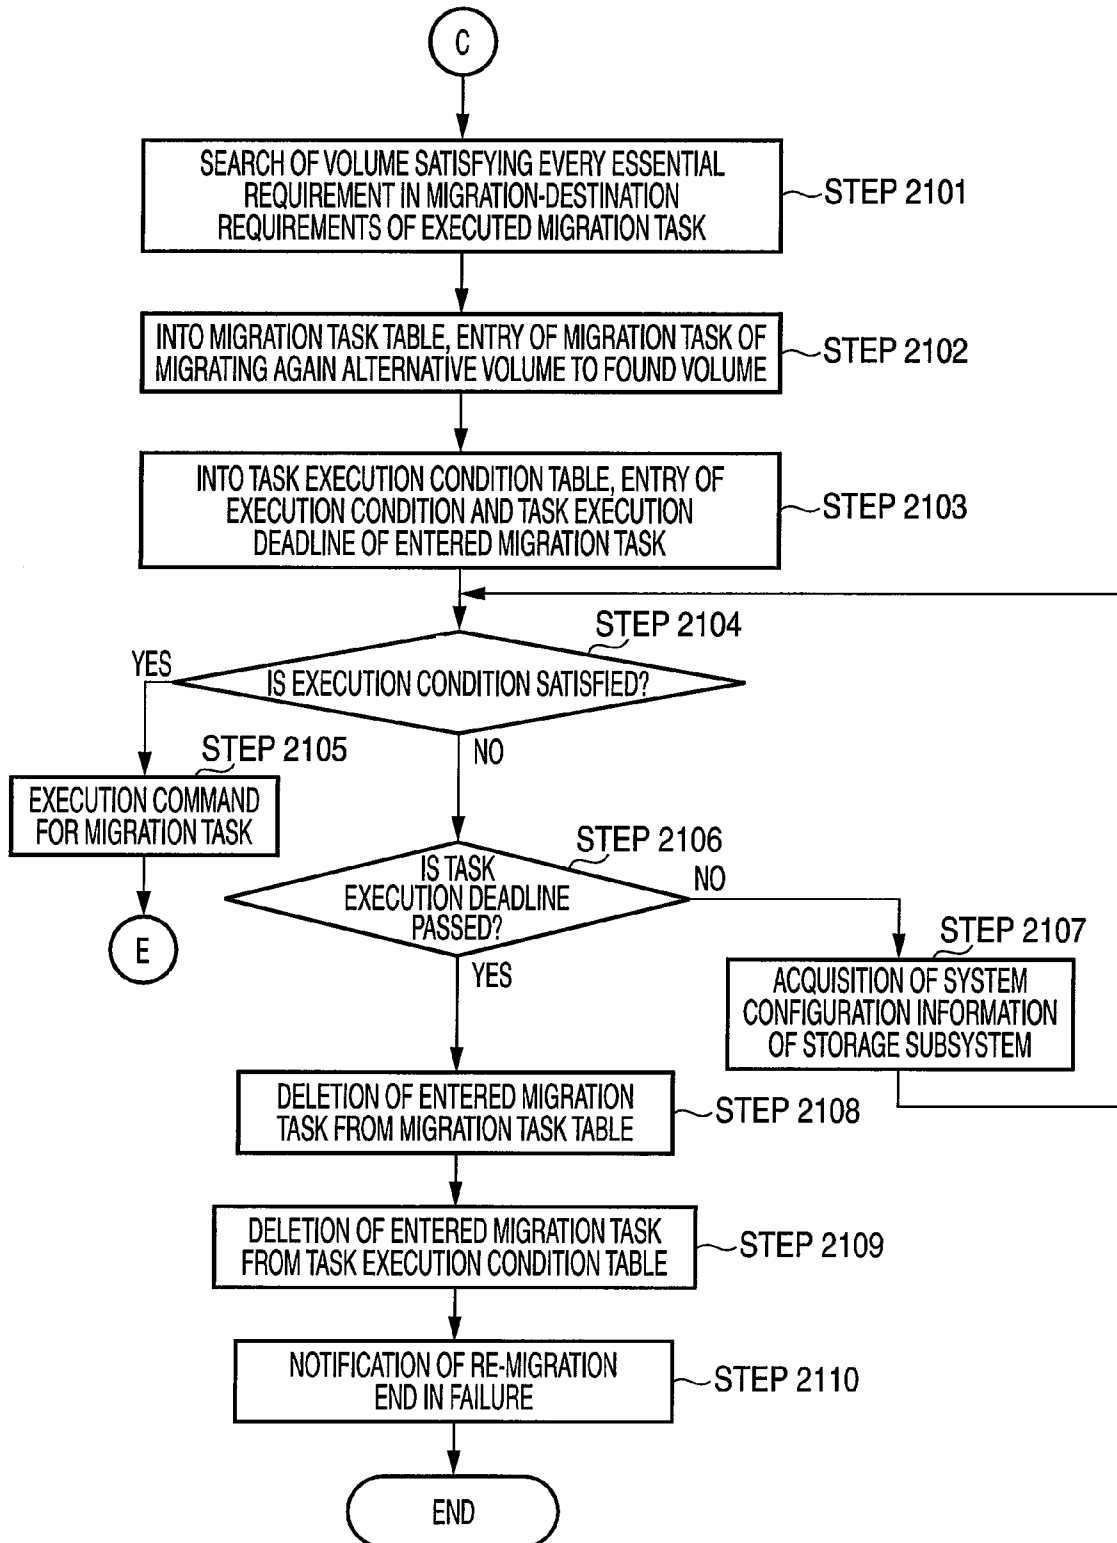 C
SEARCH OF VOLUME SATISFYING EVERY ESSENTIAL
REQUIREMENT IN MIGRATION-DESTINATION
REQUIREMENTS OF EXECUTED MIGRATION TASK
STEP 2101
INTO MIGRATION TASK TABLE, ENTRY OF MIGRATION TASK OF
MIGRATING AGAIN ALTERNATIVE VOLUME TO FOUND VOLUME
STEP 2102
INTO TASK EXECUTION CONDITION TABLE, ENTRY OF
EXECUTION CONDITION AND TASK EXECUTION
DEADLINE OF ENTERED MIGRATION TASK
STEP 2103
STEP 2104
YES
IS EXECUTION CONDITION SATISFIED?
NO
STEP 2105
EXECUTION COMMAND
FOR MIGRATION TASK
E
STEP 2106
IS TASK
EXECUTION DEADLINE
PASSED?
NO
YES
STEP 2107
ACQUISITION OF SYSTEM
CONFIGURATION INFORMATION
OF STORAGE SUBSYSTEM
DELETION OF ENTERED MIGRATION
TASK FROM MIGRATION TASK TABLE
STEP 2108
DELETION OF ENTERED MIGRATION TASK
FROM TASK EXECUTION CONDITION TABLE
STEP 2109
NOTIFICATION OF RE-MIGRATION
END IN FAILURE
STEP 2110
END